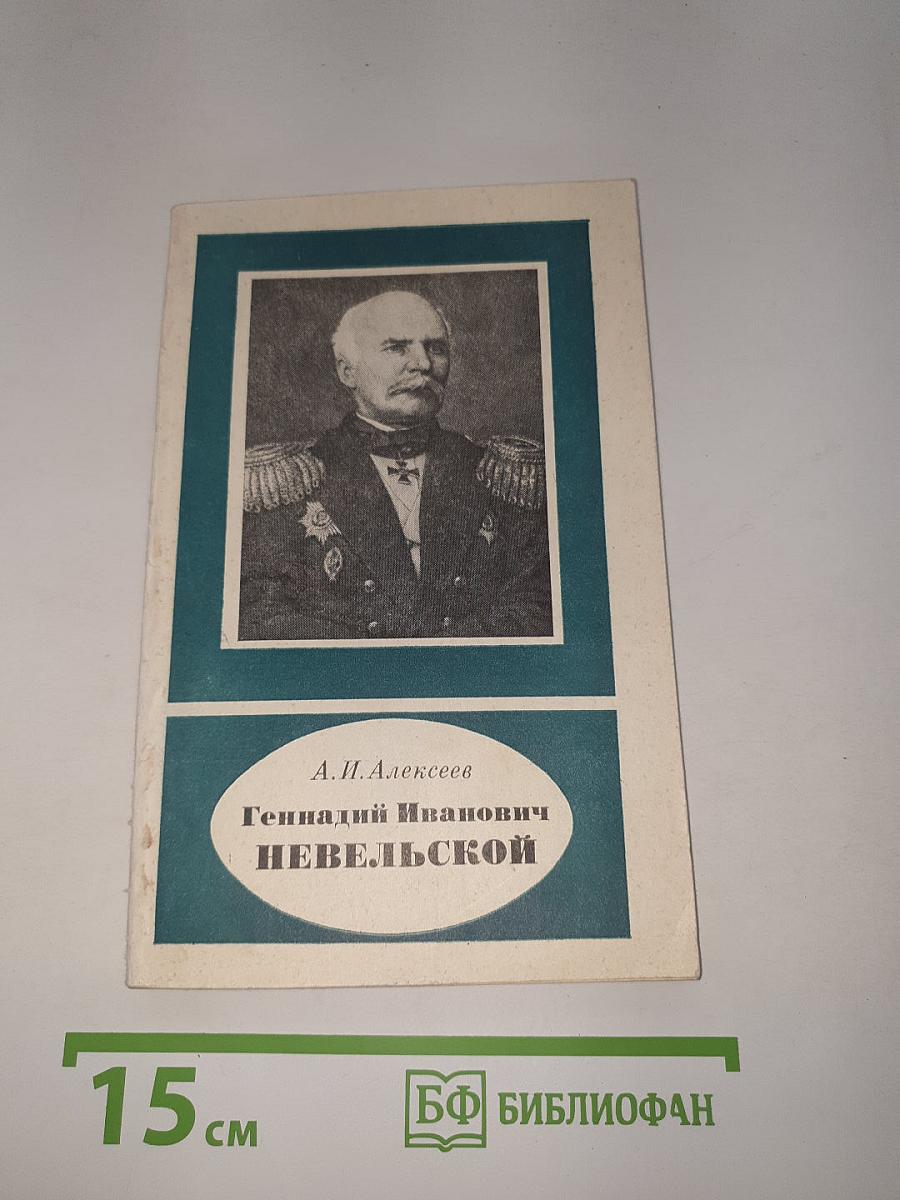 А.И.Алексеев
Геннадий Иванович
НЕВЕЛЬСКОЙ
15 см
БФ БИБЛИОФАН